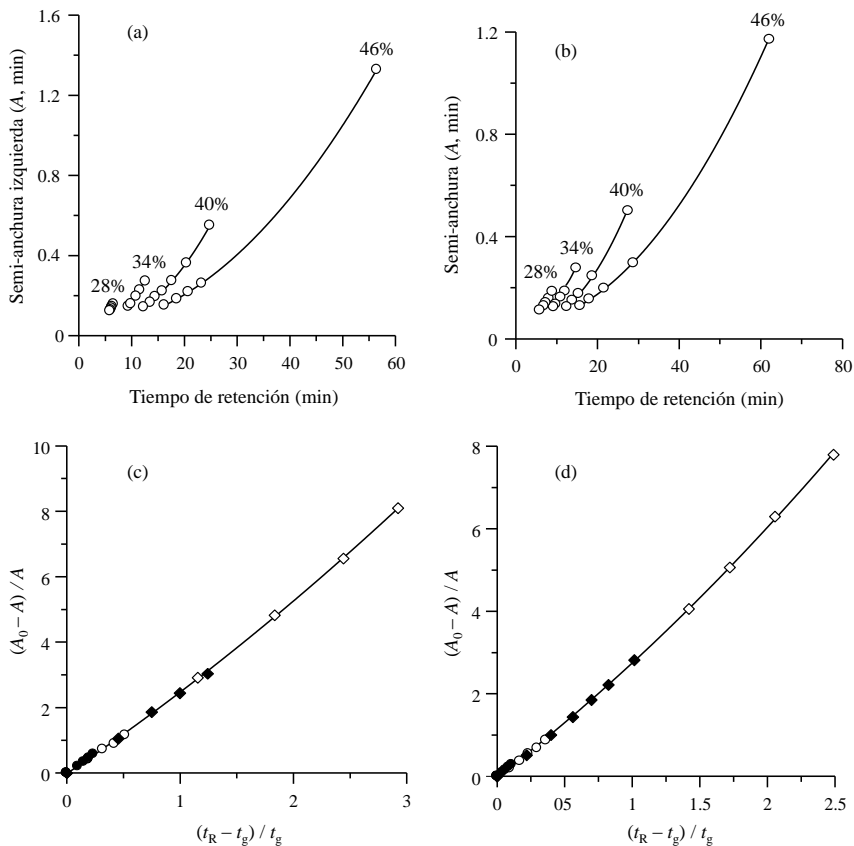 (a)
46%
40%
34%
28%
1.6
1.2
0.8
0.4
0
0 10 20 30 40 50 60
Semi-anchura izquierda (A, min)
Tiempo de retención (min)
(b)
46%
40%
34%
28%
1.2
0.8
0.4
0
0 20 40 60 80
Semi-anchura (A, min)
Tiempo de retención (min)
(c)
10
8
6
4
2
0
0 1 2 3
(A0 – A) / A
(tR – tg) / tg
(d)
8
6
4
2
0
0 05 1 1.5 2 2.5
(A0 – A) / A
(tR – tg) / tg